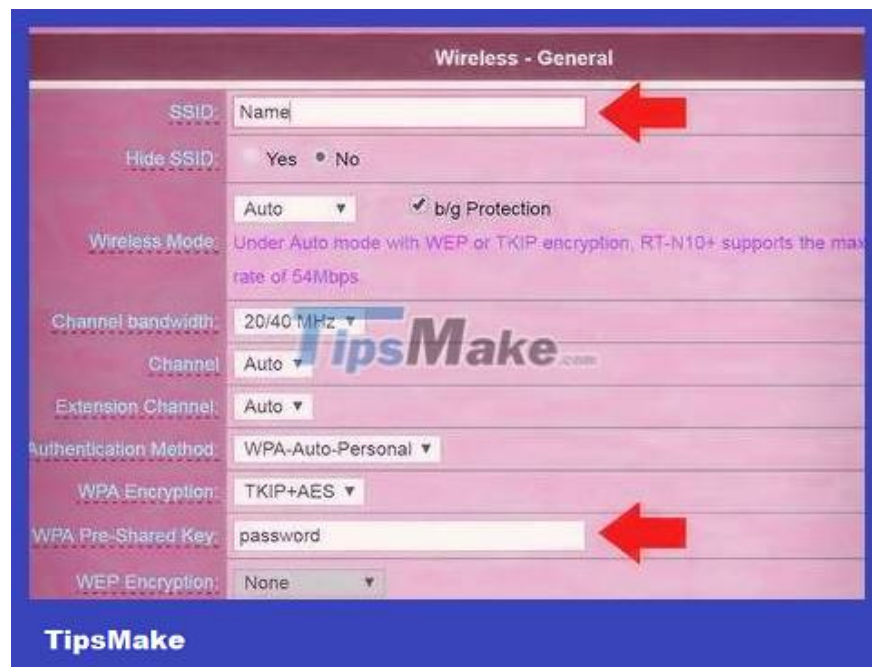 Wireless - General
SSID: Name
Hide SSID: Yes No
Auto b/g Protection
Wireless Mode: Under Auto mode with WEP or TKIP encryption, RT-N10+ supports the max
rate of 54Mbps
Channel bandwidth: 20/40 MHz
TipsMake.com
Channel Auto
Extension Channel: Auto
Authentication Method: WPA-Auto-Personal
WPA Encryption: TKIP+AES
WPA Pre-Shared Key: password
WEP Encryption: None
TipsMake